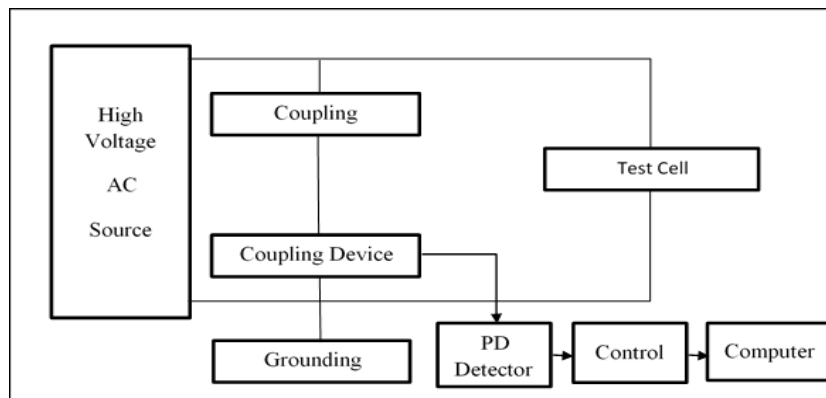 High
Voltage
AC
Source
Coupling
Test Cell
Coupling Device
Grounding
PD
Detector
Control
Computer